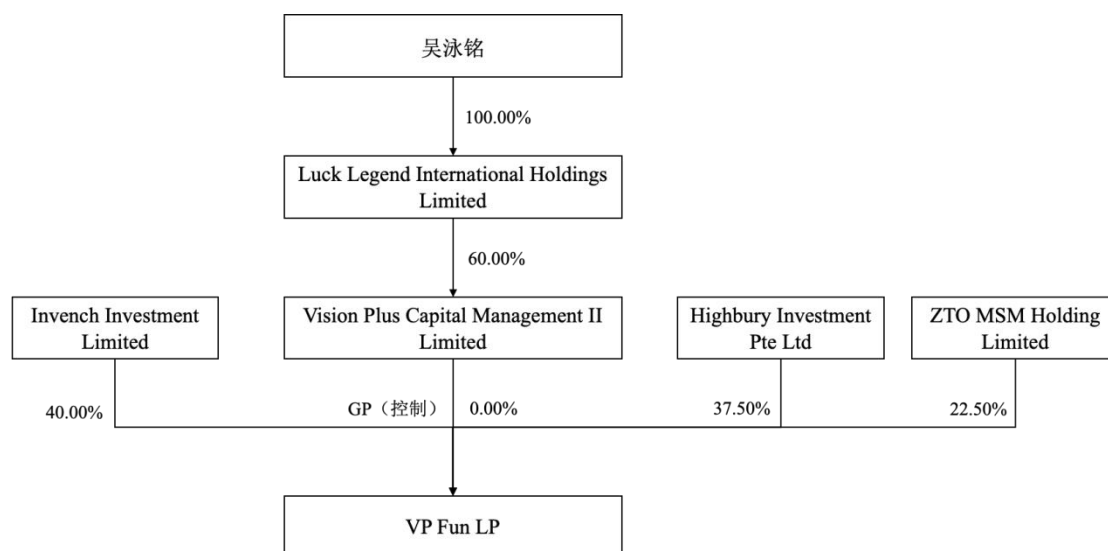 吴泳铭
100.00%
Luck Legend International Holdings
Limited
60.00%
Invench Investment
Limited
Vision Plus Capital Management II
Limited
Highbury Investment
Pte Ltd
ZTO MSM Holding
Limited
40.00%
GP（控制）
0.00%
37.50%
22.50%
VP Fun LP